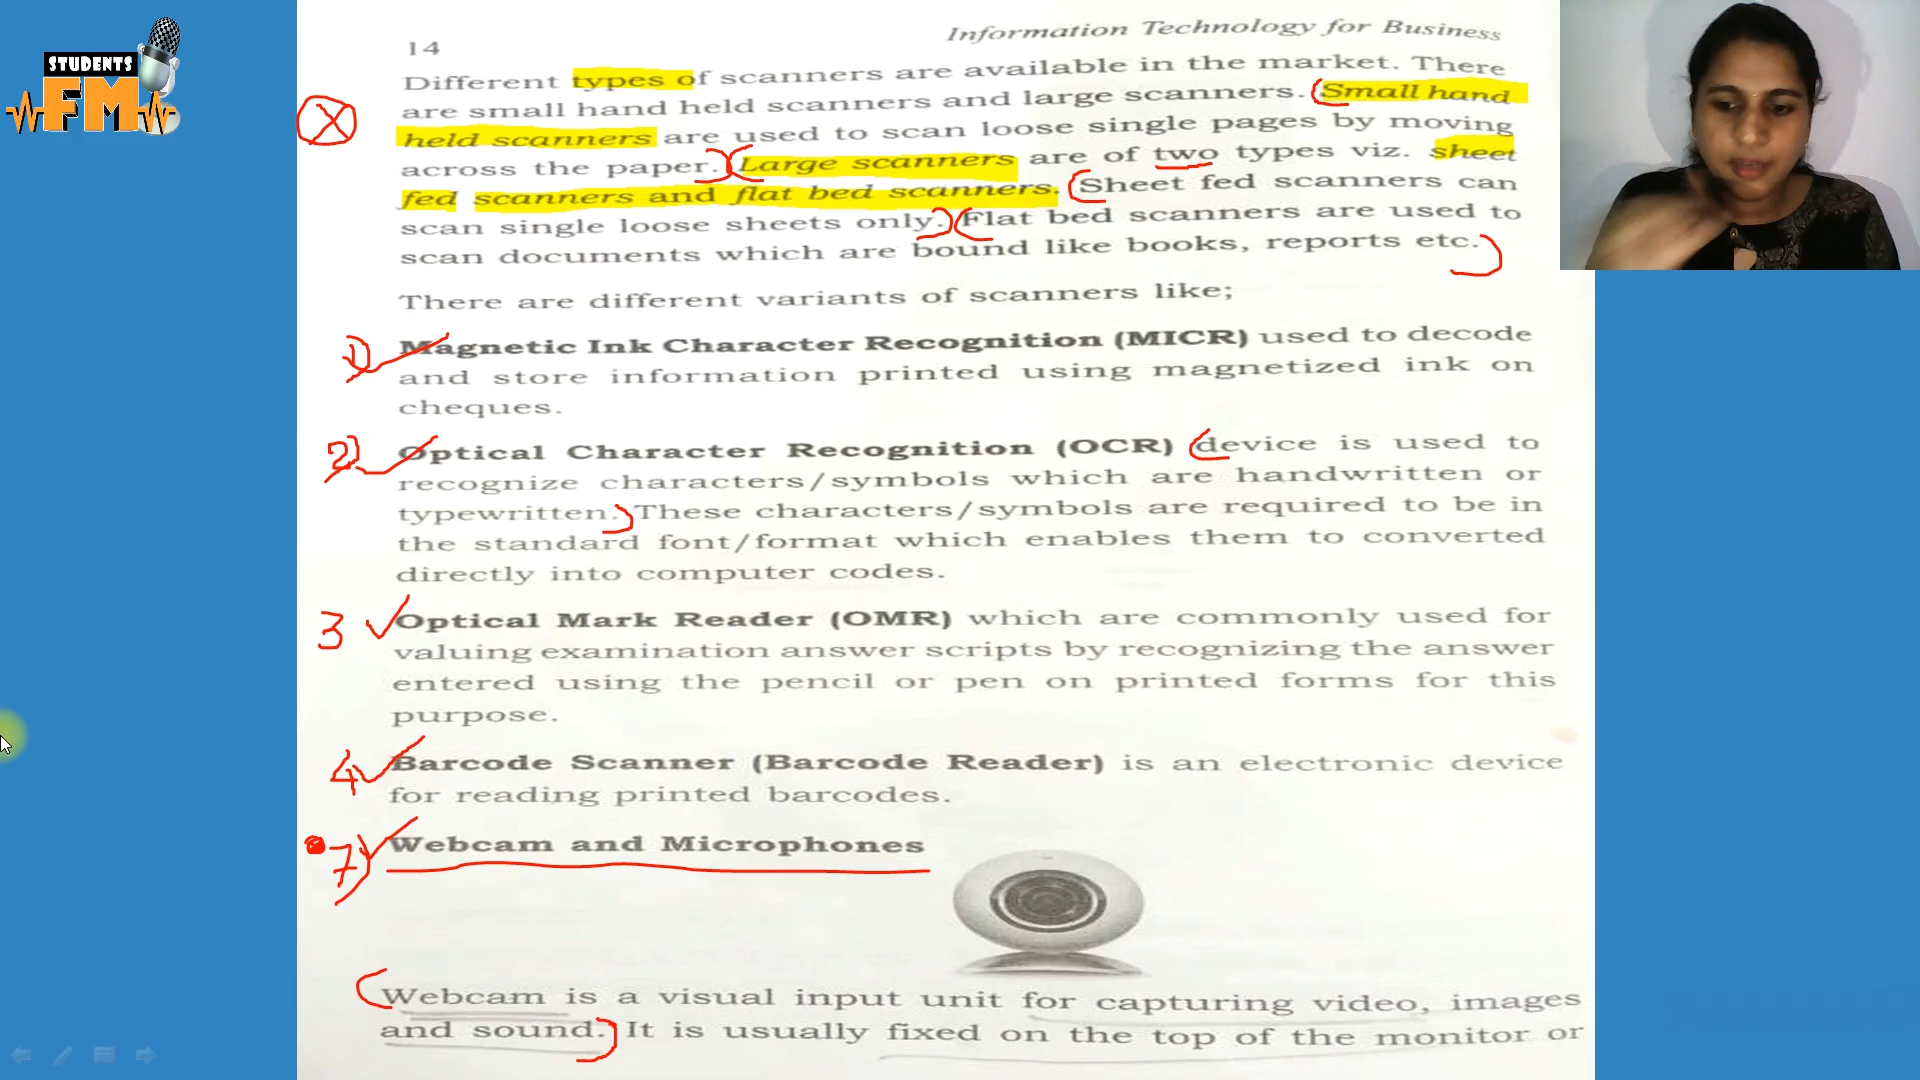 STUDENTS
FM
14
Information Technology for Business
Different types of scanners are available in the market. There
are small hand held scanners and large scanners. Small hand
held scanners are used to scan loose single pages by moving
across the paper. Large scanners are of two types viz. sheet
fed scanners and flat bed scanners. Sheet fed scanners can
scan single loose sheets only. Flat bed scanners are used to
scan documents which are bound like books, reports etc.
There are different variants of scanners like;
1) Magnetic Ink Character Recognition (MICR) used to decode
and store information printed using magnetized ink on
cheques.
2) Optical Character Recognition (OCR) device is used to
recognize characters/symbols which are handwritten or
typewritten. These characters/symbols are required to be in
the standard font/format which enables them to converted
directly into computer codes.
3 Optical Mark Reader (OMR) which are commonly used for
valuing examination answer scripts by recognizing the answer
entered using the pencil or pen on printed forms for this
purpose.
4 Barcode Scanner (Barcode Reader) is an electronic device
for reading printed barcodes.
7) Webcam and Microphones
Webcam is a visual input unit for capturing video, images
and sound. It is usually fixed on the top of the monitor or